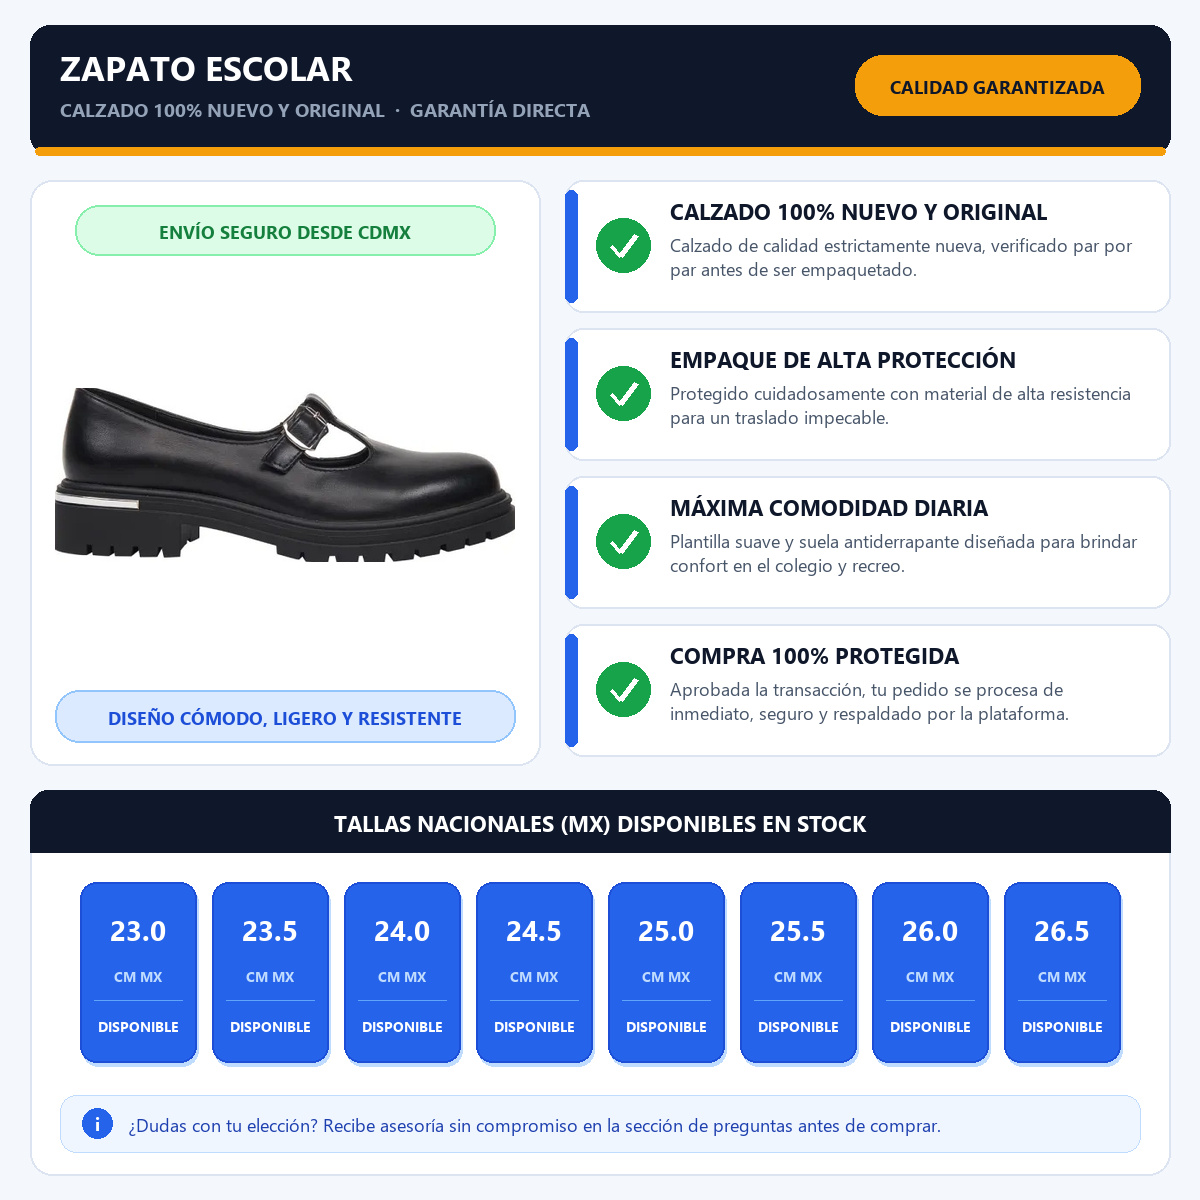 ZAPATO ESCOLAR
CALZADO 100% NUEVO Y ORIGINAL · GARANTÍA DIRECTA
CALIDAD GARANTIZADA
ENVÍO SEGURO DESDE CDMX
DISEÑO CÓMODO, LIGERO Y RESISTENTE
CALZADO 100% NUEVO Y ORIGINAL
Calzado de calidad estrictamente nueva, verificado par por
par antes de ser empaquetado.
EMPAQUE DE ALTA PROTECCIÓN
Protegido cuidadosamente con material de alta resistencia
para un traslado impecable.
MÁXIMA COMODIDAD DIARIA
Plantilla suave y suela antiderrapante diseñada para brindar
confort en el colegio y recreo.
COMPRA 100% PROTEGIDA
Aprobada la transacción, tu pedido se procesa de
inmediato, seguro y respaldado por la plataforma.
TALLAS NACIONALES (MX) DISPONIBLES EN STOCK
23.0
CM MX
DISPONIBLE
23.5
CM MX
DISPONIBLE
24.0
CM MX
DISPONIBLE
24.5
CM MX
DISPONIBLE
25.0
CM MX
DISPONIBLE
25.5
CM MX
DISPONIBLE
26.0
CM MX
DISPONIBLE
26.5
CM MX
DISPONIBLE
¿Dudas con tu elección? Recibe asesoría sin compromiso en la sección de preguntas antes de comprar.